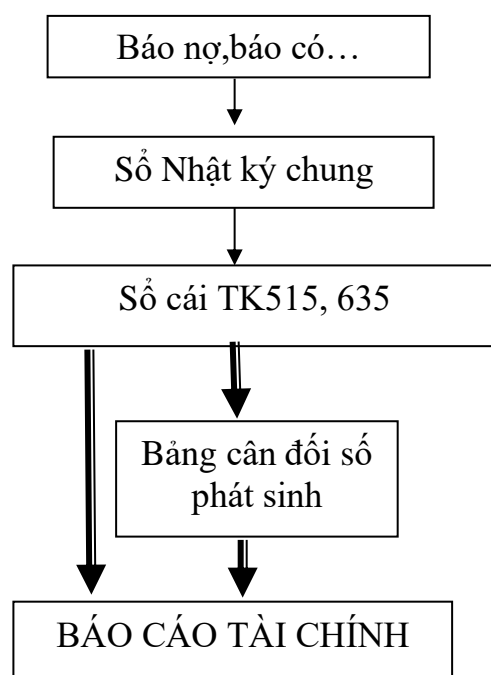 Báo nợ,báo có…
Sổ Nhật ký chung
Sổ cái TK515, 635
Bảng cân đối số
phát sinh
BÁO CÁO TÀI CHÍNH